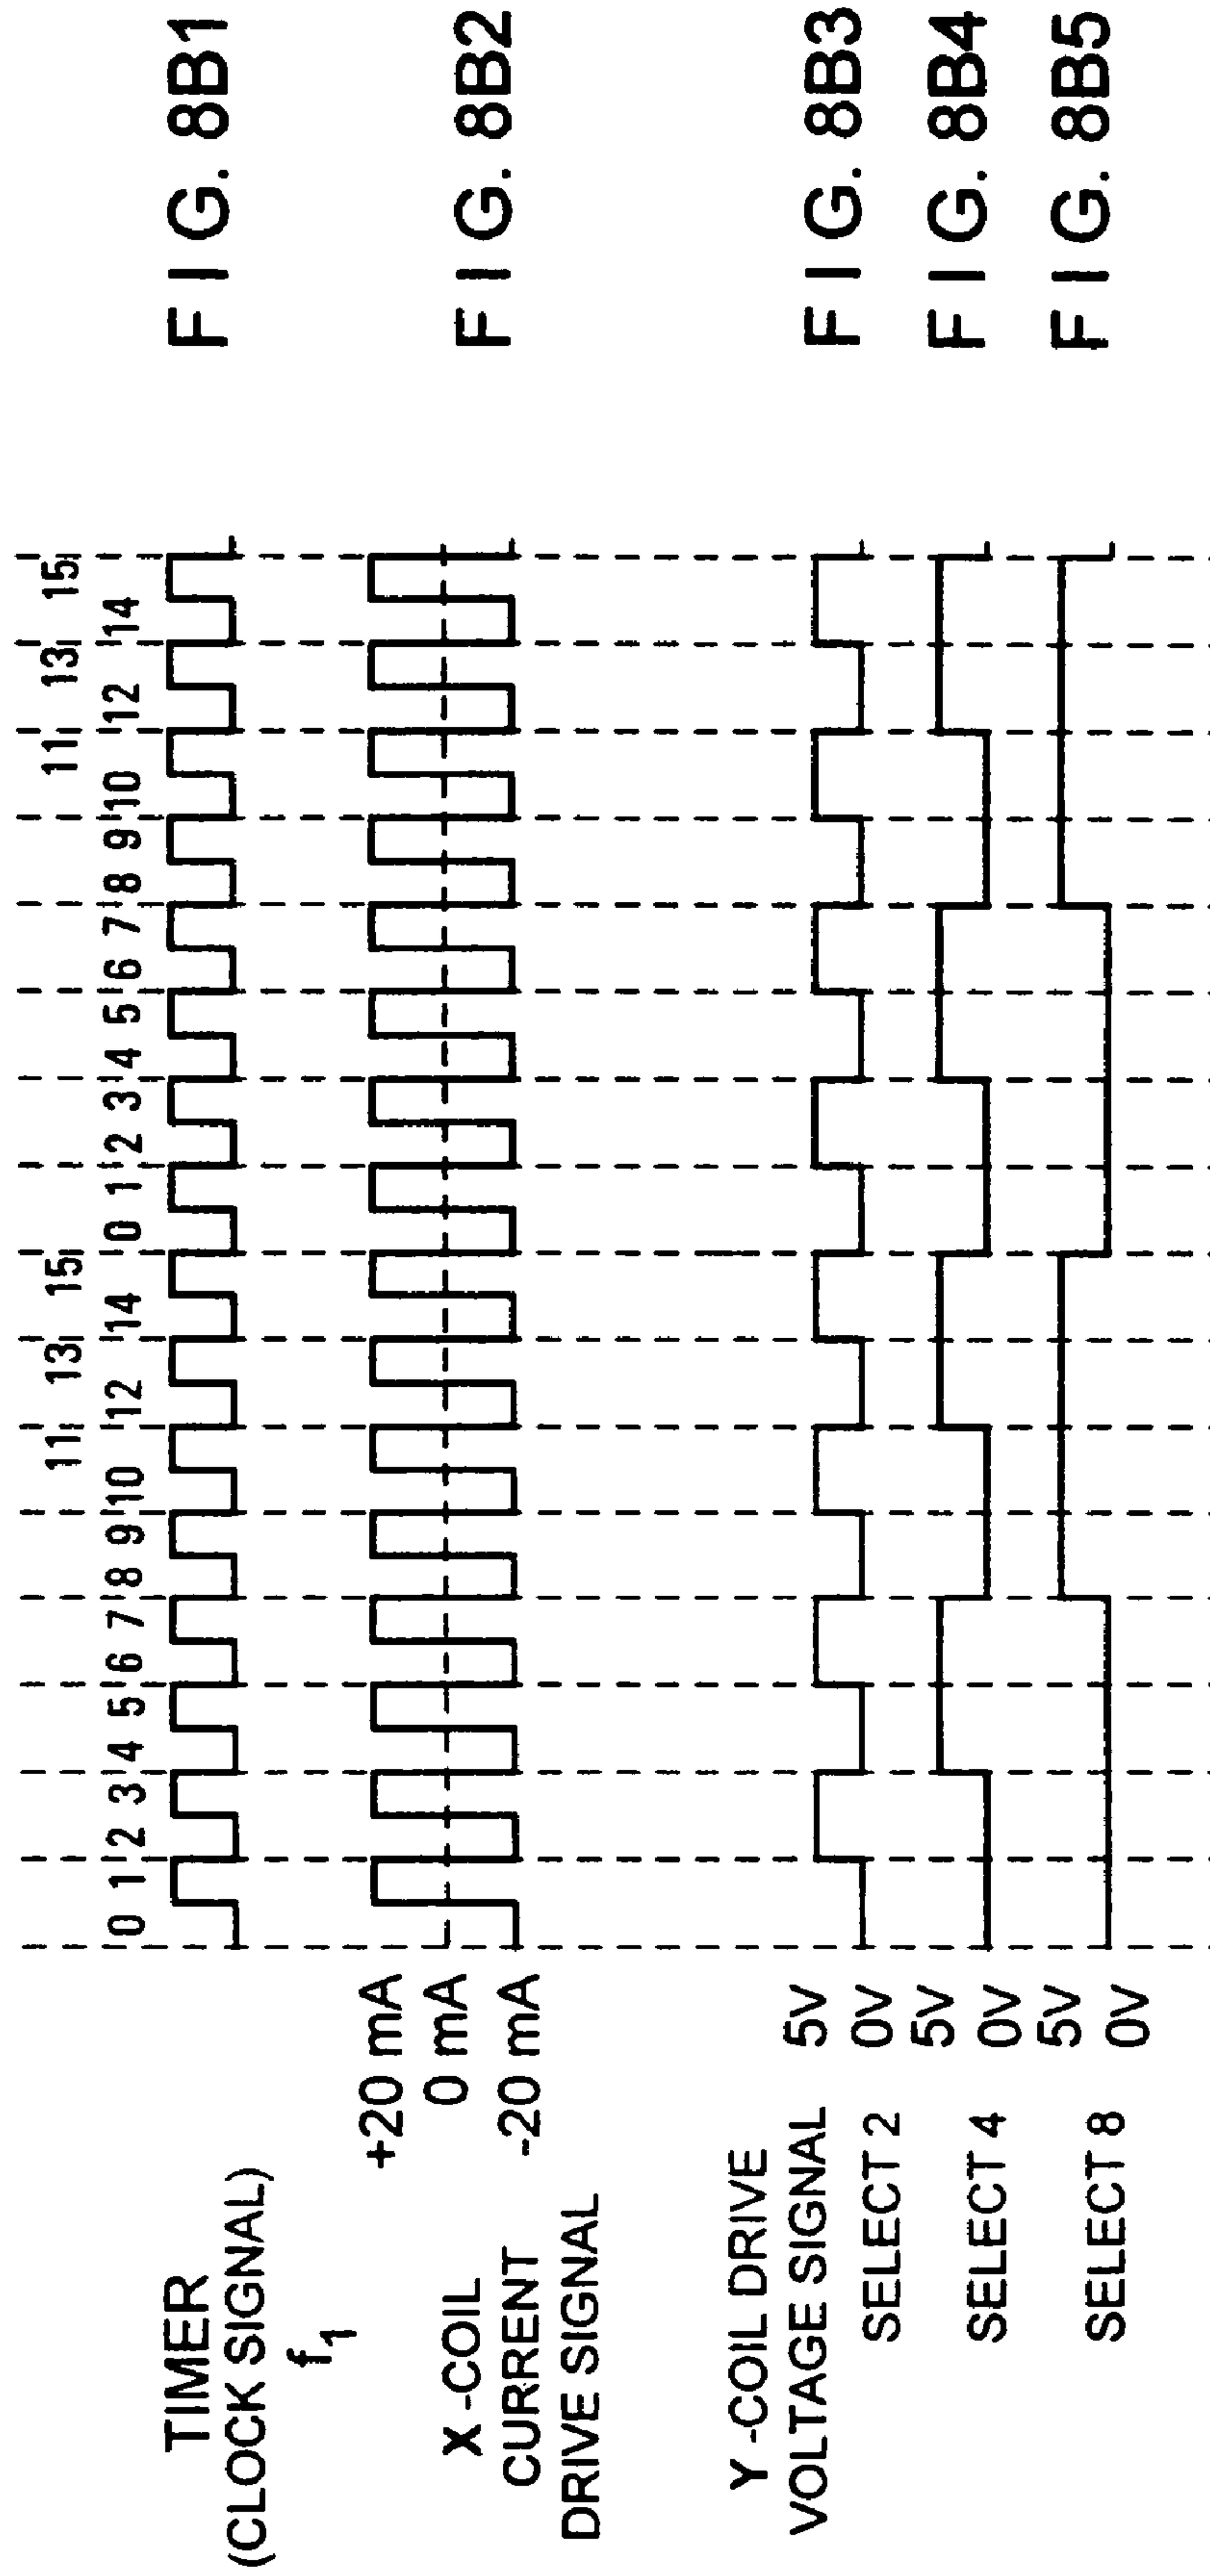 11 13 15 11 13 15
0 1 2 3 4 5 6 7 8 9 10 12 14 0 1 2 3 4 5 6 7 8 9 10 12 14
TIMER
(CLOCK SIGNAL)
f1
FIG. 8B1
+20 mA
0 mA
-20 mA
X-COIL
CURRENT
DRIVE SIGNAL
FIG. 8B2
Y-COIL DRIVE
VOLTAGE SIGNAL
5V
0V
SELECT 2
FIG. 8B3
5V
0V
SELECT 4
FIG. 8B4
5V
0V
SELECT 8
FIG. 8B5